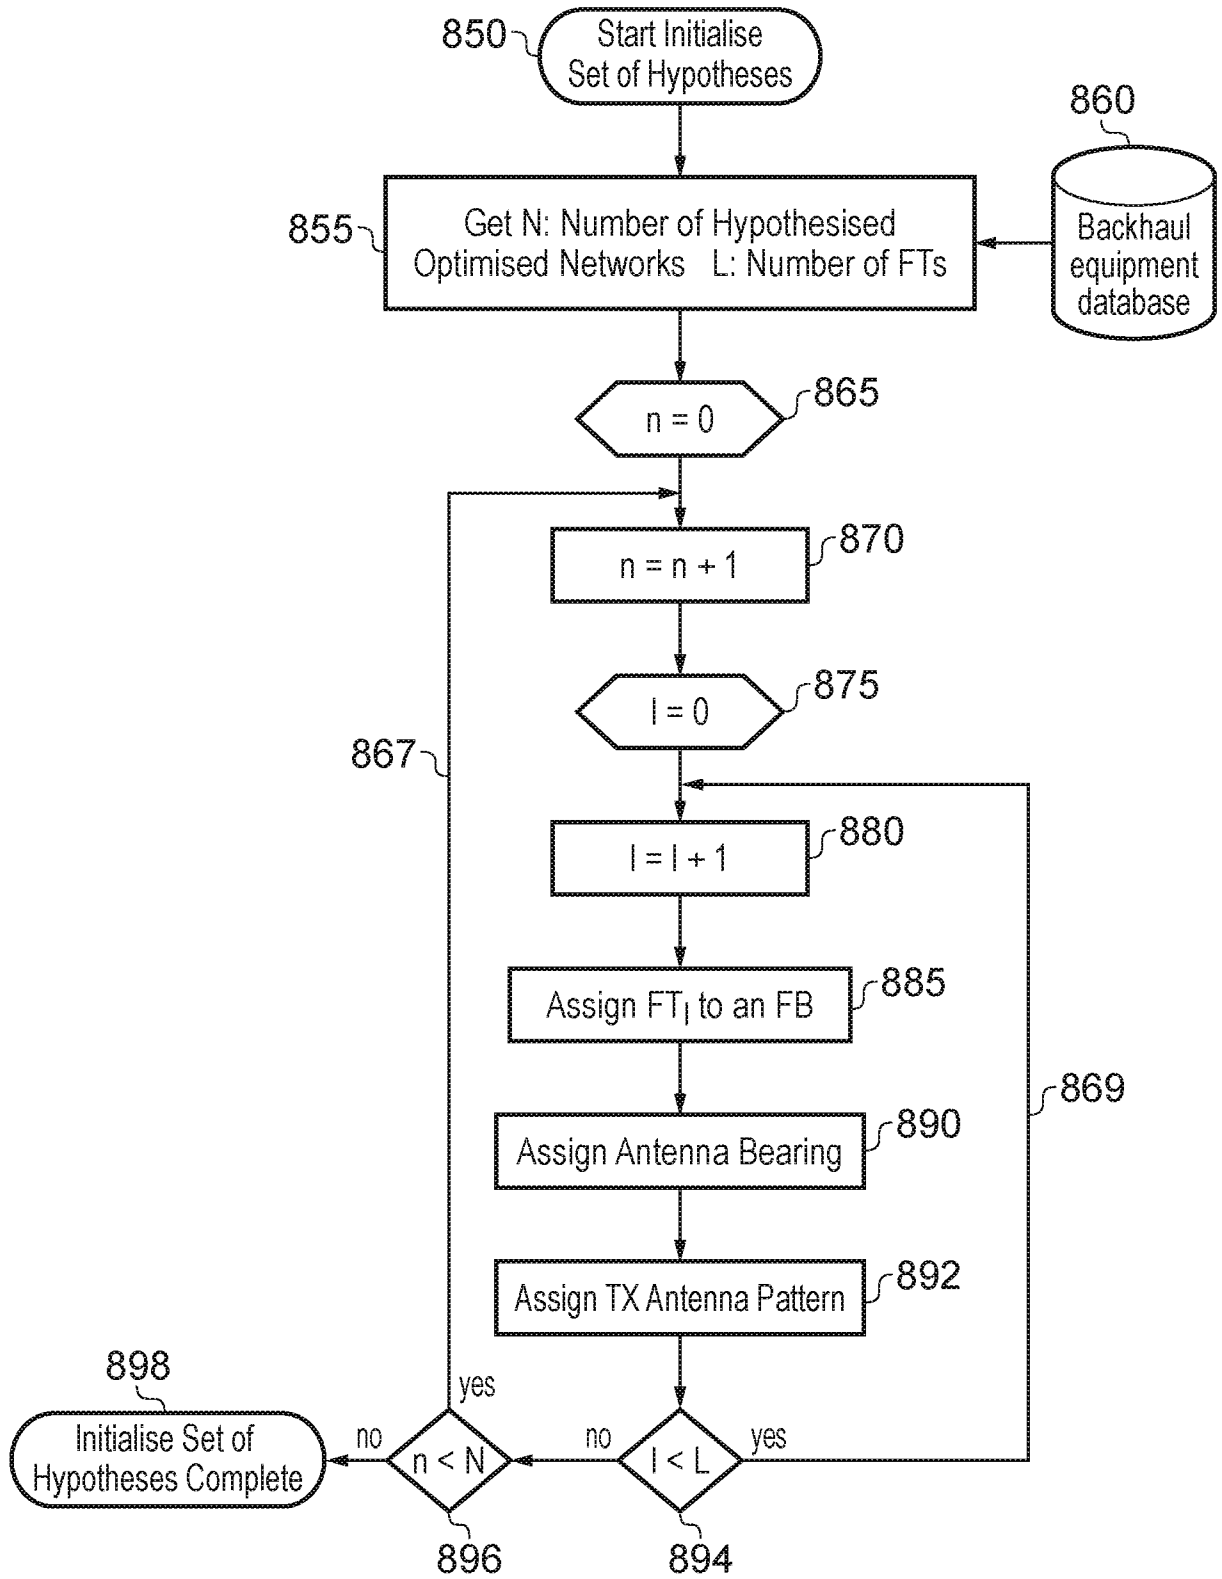 850
Start Initialise
Set of Hypotheses
860
855
Get N: Number of Hypothesised
Optimised Networks L: Number of FTs
Backhaul
equipment
database
865
n = 0
870
n = n + 1
875
l = 0
867
880
l = l + 1
885
Assign FTl to an FB
869
890
Assign Antenna Bearing
892
Assign TX Antenna Pattern
898
yes
Initialise Set of
Hypotheses Complete
no
n < N
no
l < L
yes
896
894